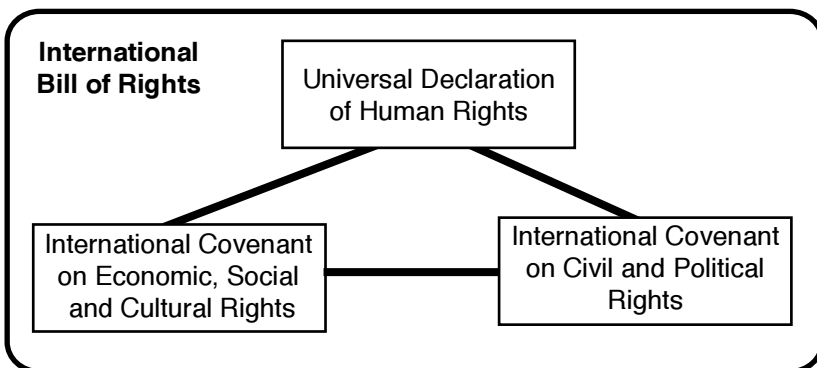 International
Bill of Rights
Universal Declaration
of Human Rights
International Covenant
on Economic, Social
and Cultural Rights
International Covenant
on Civil and Political
Rights